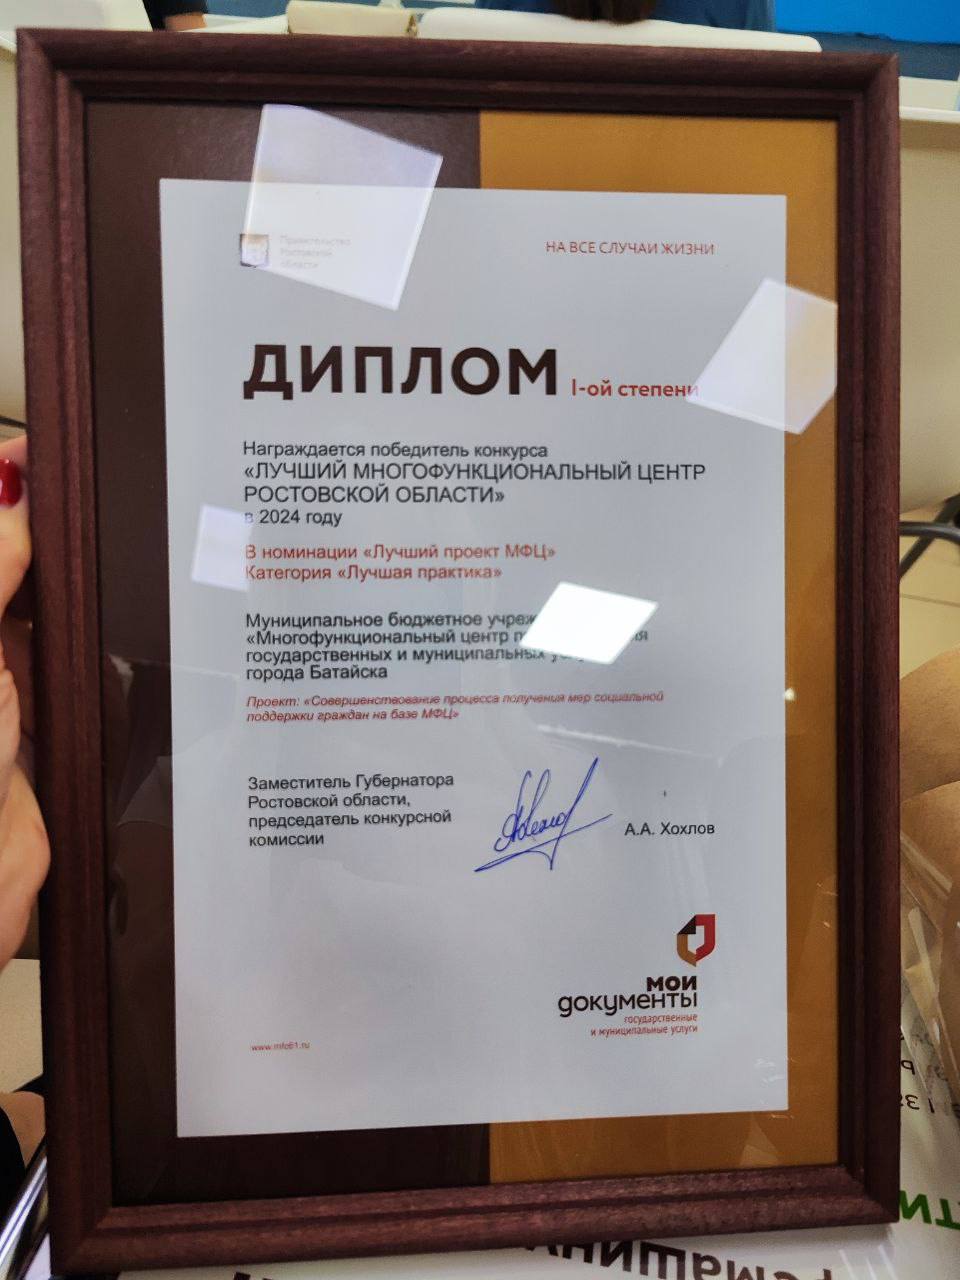 Правительство
Ростовской
области
НА ВСЕ СЛУЧАИ ЖИЗНИ
ДИПЛОМ I-ой степени
Награждается победитель конкурса
«ЛУЧШИЙ МНОГОФУНКЦИОНАЛЬНЫЙ ЦЕНТР
РОСТОВСКОЙ ОБЛАСТИ»
в 2024 году
В номинации «Лучший проект МФЦ»
Категория «Лучшая практика»
Муниципальное бюджетное
«Многофункциональный центр
государственных и муниципальных
города Батайска
Проект: «Совершенствование процесса получения мер социальной
поддержки граждан на базе МФЦ»
Заместитель Губернатора
Ростовской области,
председатель конкурсной
комиссии
А.А. Хохлов
МОИ
ДОКУМЕНТЫ
государственные
и муниципальные услуги
www.mfc61.ru